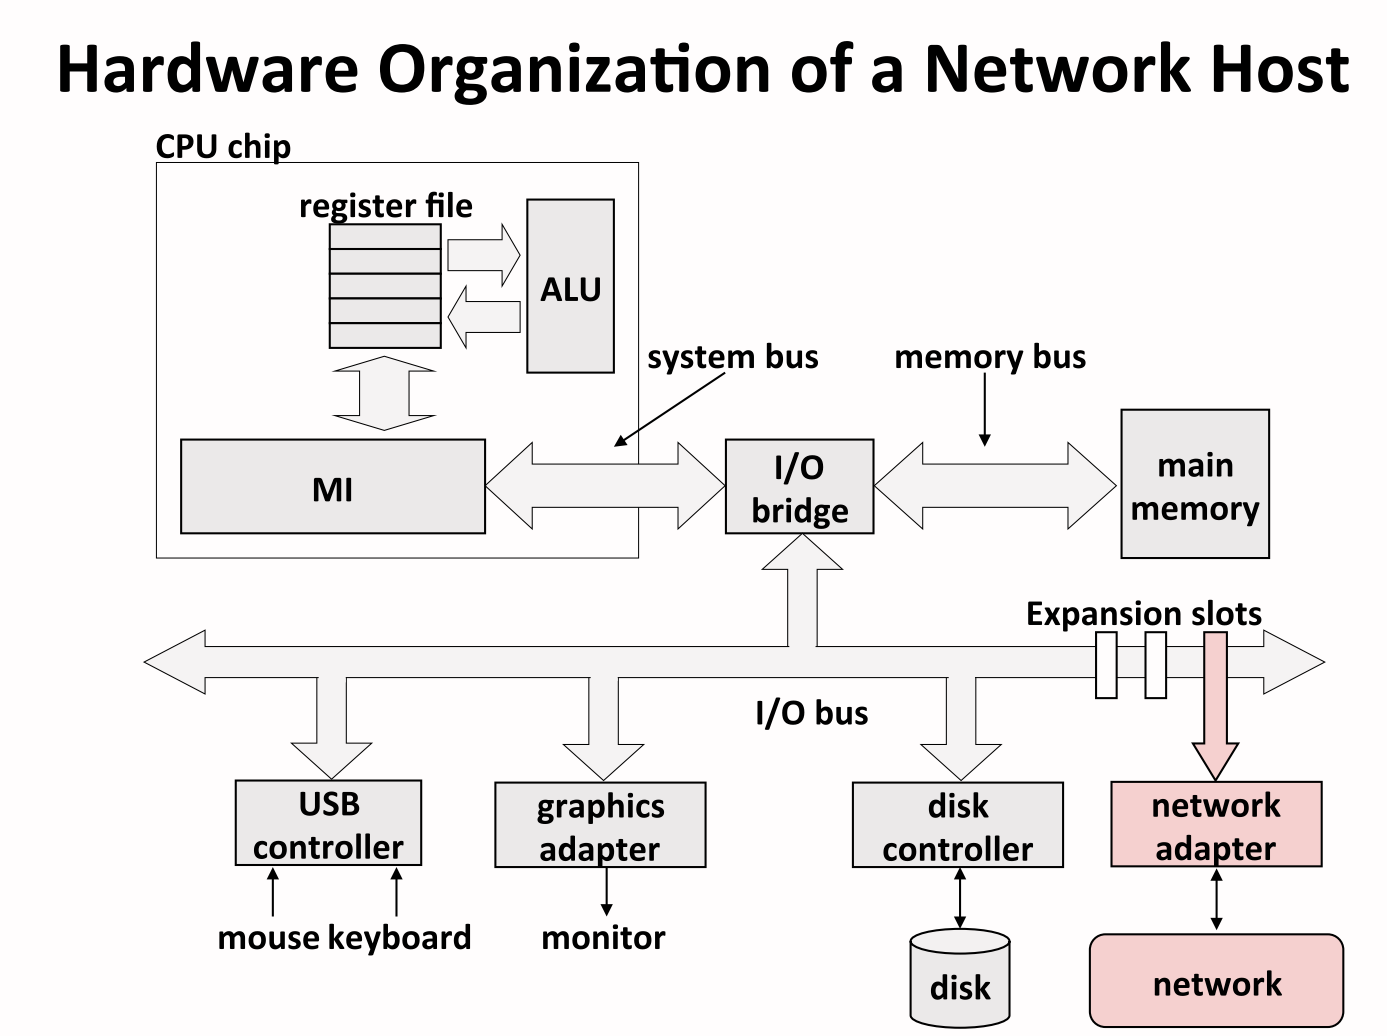 Hardware Organization of a Network Host
CPU chip
register file
ALU
system bus
memory bus
MI
I/O
bridge
main
memory
Expansion slots
I/O bus
USB
controller
graphics
adapter
disk
controller
network
adapter
mouse keyboard
monitor
disk
network